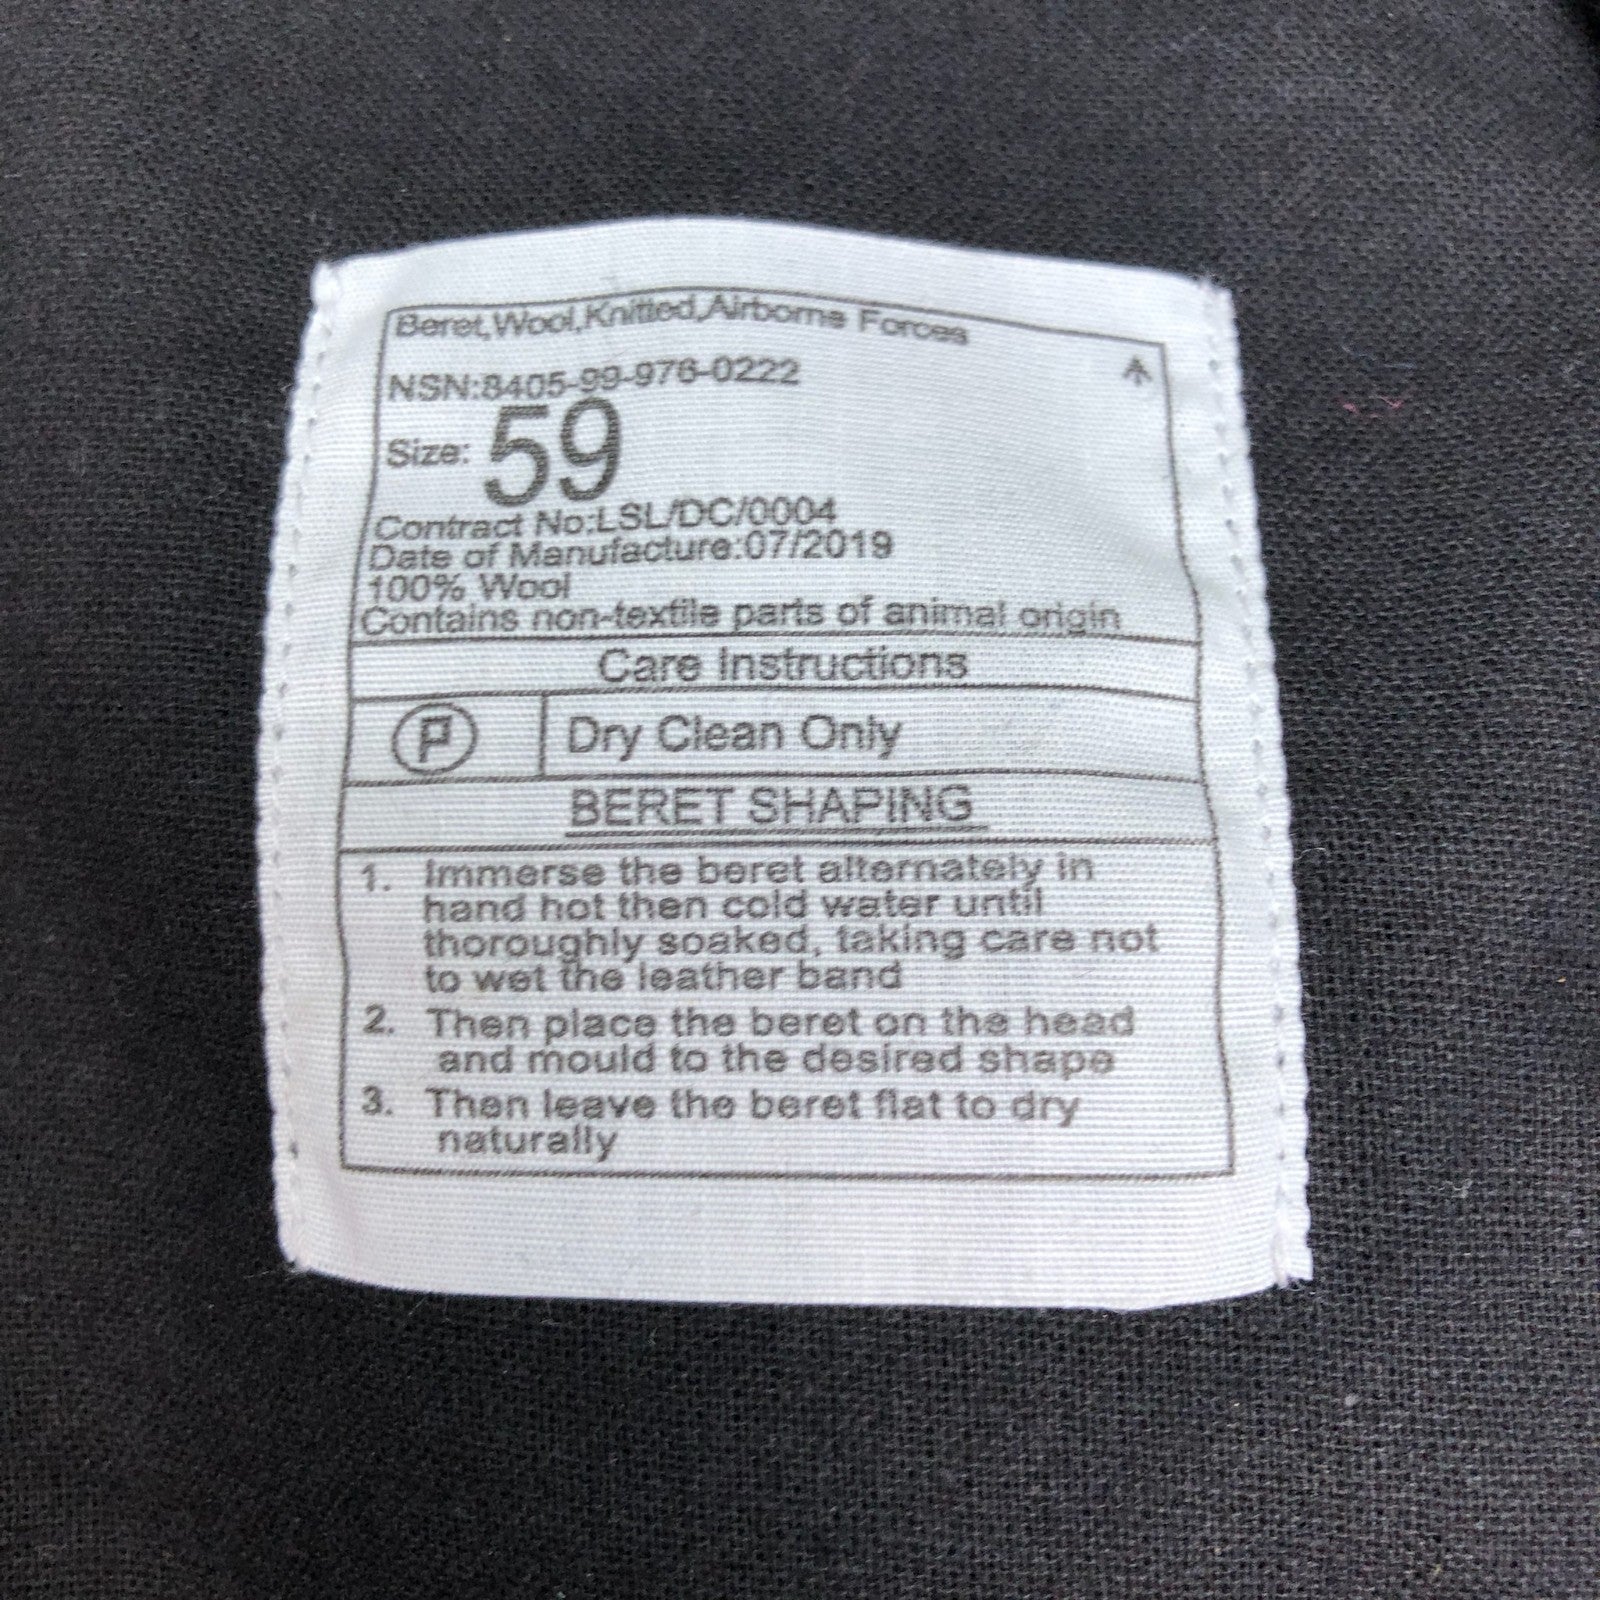 Beret,Wool,Knitted,Airborne Forces
NSN:8405-99-976-0222
Size: 59
Contract No:LSL/DC/0004
Date of Manufacture:07/2019
100% Wool
Contains non-textile parts of animal origin
Care Instructions
P Dry Clean Only
BERET SHAPING
1. Immerse the beret alternately in
hand hot then cold water until
thoroughly soaked, taking care not
to wet the leather band
2. Then place the beret on the head
and mould to the desired shape
3. Then leave the beret flat to dry
naturally